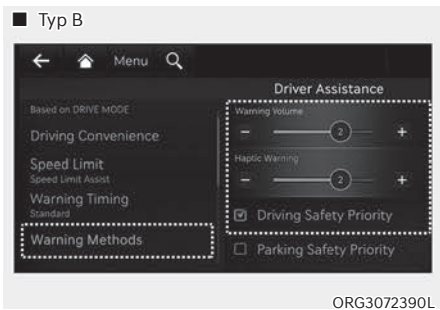 ■ Typ B
Menu
Driver Assistance
Based on DRIVE MODE
Driving Convenience
Speed Limit
Speed Limit Assist
Warning Timing
Standard
Warning Methods
Warning Volume
- 2 +
Haptic Warning
- 2 +
Driving Safety Priority
Parking Safety Priority
ORG3072390L